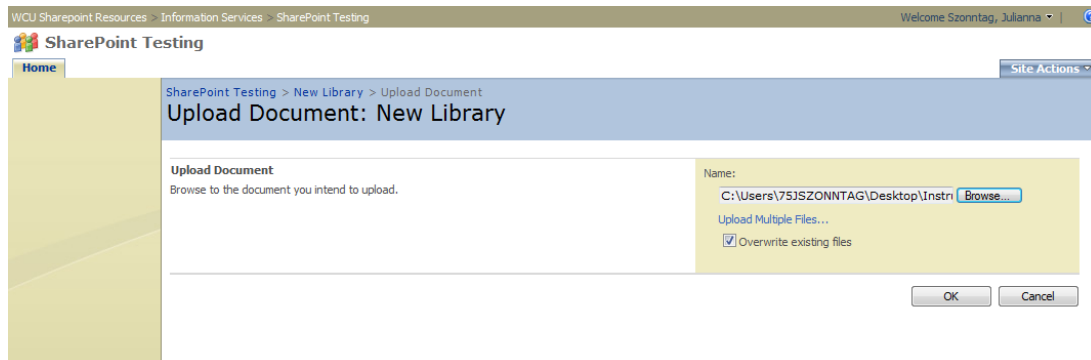 WCU Sharepoint Resources > Information Services > SharePoint Testing
Welcome Szonntag, Julianna
SharePoint Testing
Home
Site Actions
SharePoint Testing > New Library > Upload Document
Upload Document: New Library
Upload Document
Browse to the document you intend to upload.
Name:
C:\Users\75JSZONNTAG\Desktop\Instru Browse...
Upload Multiple Files...
Overwrite existing files
OK Cancel